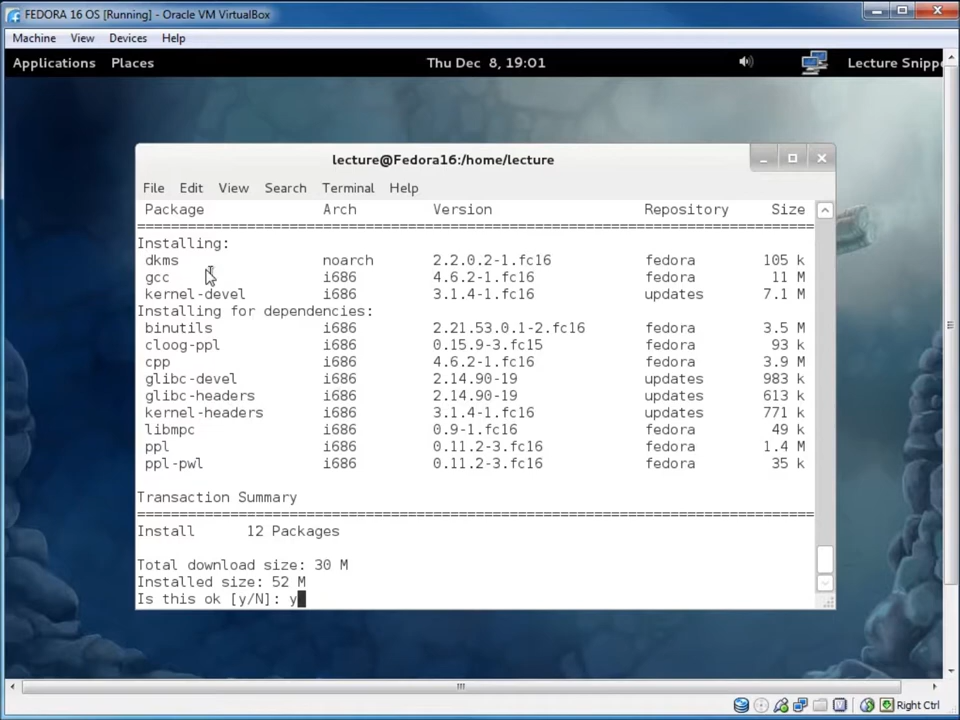 FEDORA 16 OS [Running] - Oracle VM VirtualBox
Machine View Devices Help
Applications Places Thu Dec 8, 19:01 Lecture Snippe
lecture@Fedora16:/home/lecture
File Edit View Search Terminal Help
Package Arch Version Repository Size
================================================================================
Installing:
dkms noarch 2.2.0.2-1.fc16 fedora 105 k
gcc i686 4.6.2-1.fc16 fedora 11 M
kernel-devel i686 3.1.4-1.fc16 updates 7.1 M
Installing for dependencies:
binutils i686 2.21.53.0.1-2.fc16 fedora 3.5 M
cloog-ppl i686 0.15.9-3.fc15 fedora 93 k
cpp i686 4.6.2-1.fc16 fedora 3.9 M
glibc-devel i686 2.14.90-19 updates 983 k
glibc-headers i686 2.14.90-19 updates 613 k
kernel-headers i686 3.1.4-1.fc16 updates 771 k
libmpc i686 0.9-1.fc16 fedora 49 k
ppl i686 0.11.2-3.fc16 fedora 1.4 M
ppl-pwl i686 0.11.2-3.fc16 fedora 35 k
Transaction Summary
================================================================================
Install 12 Packages
Total download size: 30 M
Installed size: 52 M
Is this ok [y/N]: y
Right Ctrl